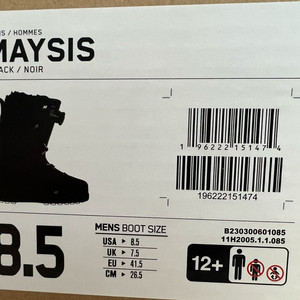 NS / HOMMES
MAYSIS
ACK / NOIR
1 96222 15147 4
196222151474
8.5
MENS BOOT SIZE
USA ▸ 8.5
UK ▸ 7.5
EU ▸ 41.5
CM ▸ 26.5
B230300601085
11H2005.1.1.085
12+